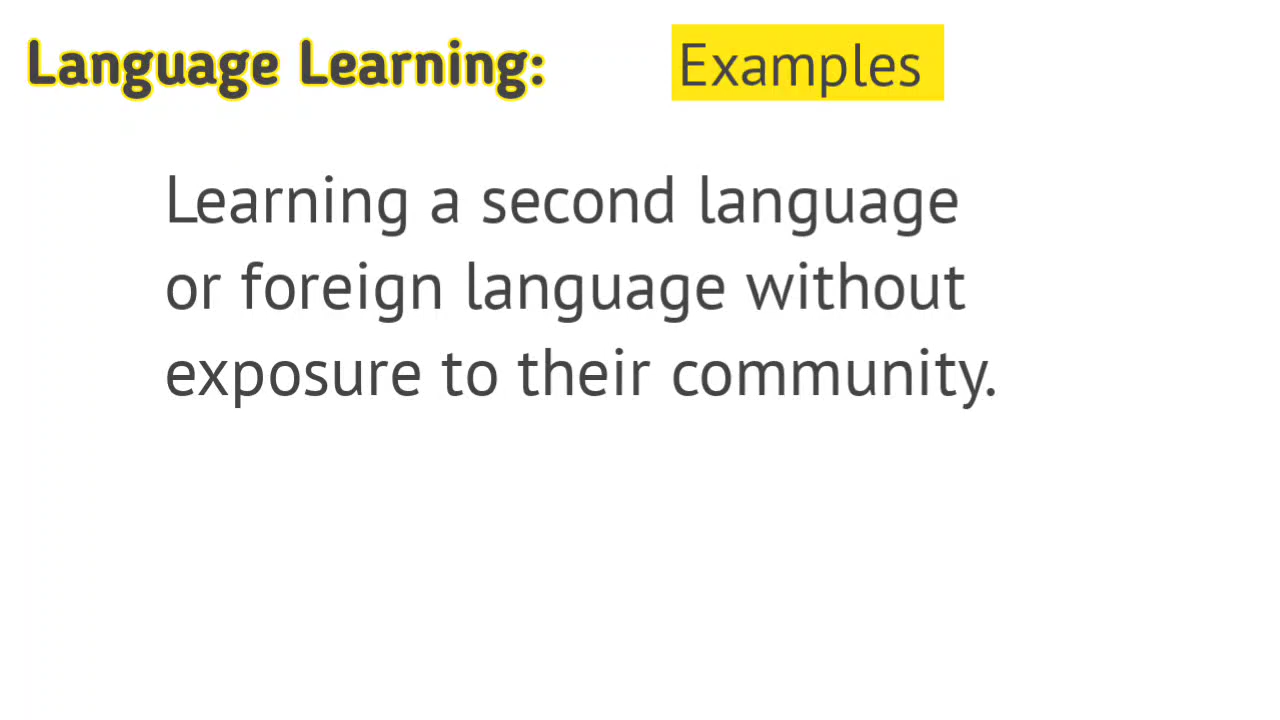 Language Learning: Examples
Learning a second language
or foreign language without
exposure to their community.